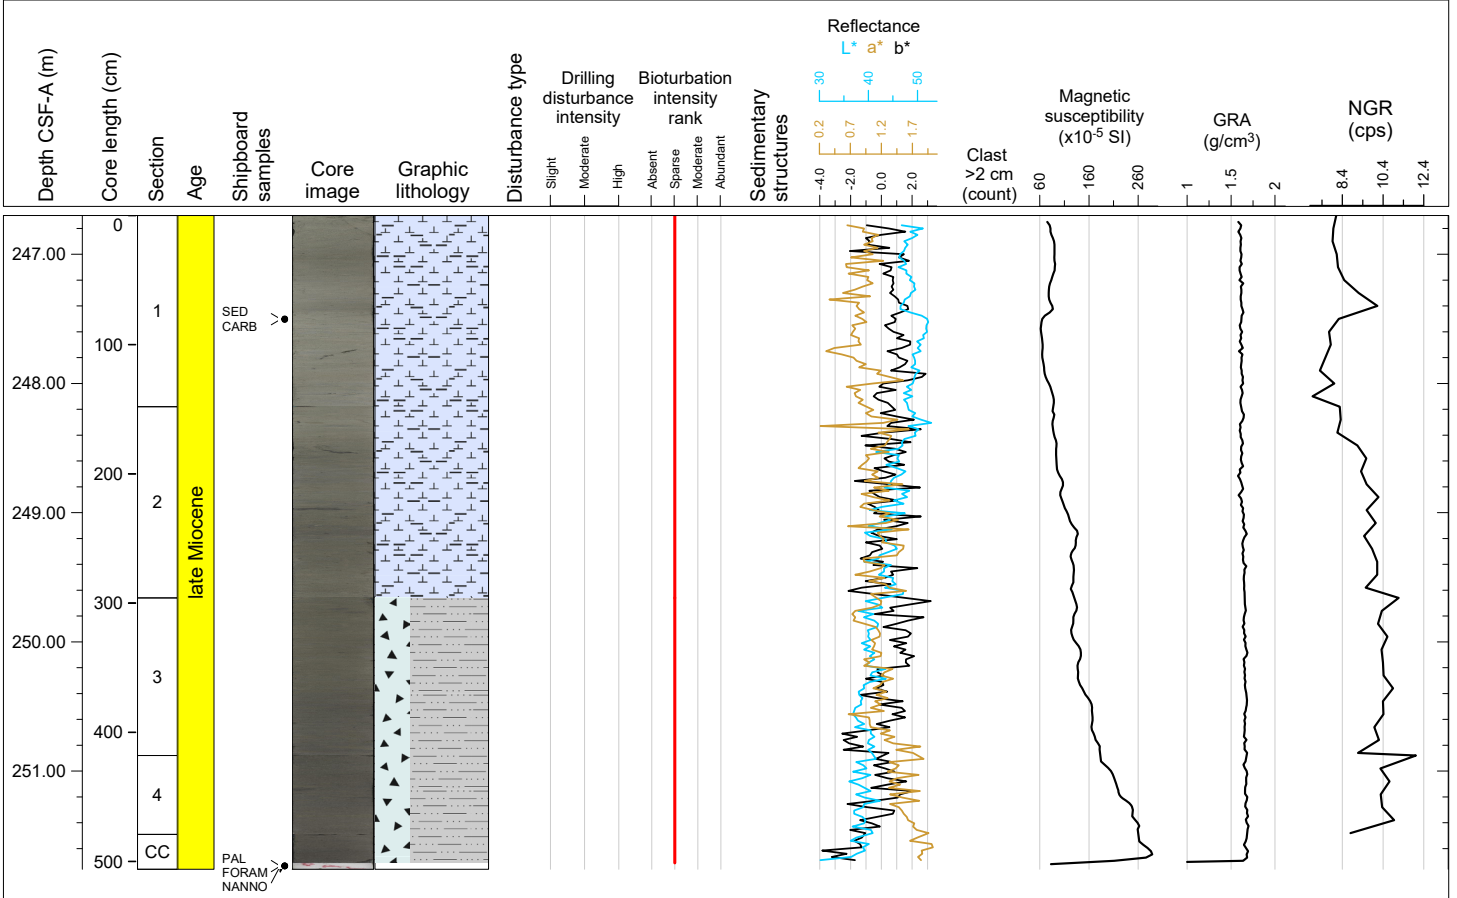 Depth CSF-A (m)
Core length (cm)
Section
Age
Shipboard
samples
Core
image
Graphic
lithology
Disturbance type
Drilling
disturbance
intensity
Slight
Moderate
High
Bioturbation
intensity
rank
Absent
Sparse
Moderate
Abundant
Sedimentary
structures
Reflectance
L* a* b*
30 40 50
0.2 0.7 1.2 1.7
-4.0 -2.0 0.0 2.0
Clast
>2 cm
(count)
Magnetic
susceptibility
(x10-5 SI)
60 160 260
GRA
(g/cm3)
1 1.5 2
NGR
(cps)
8.4 10.4 12.4
247.00
248.00
249.00
250.00
251.00
0
100
200
300
400
500
1
2
3
4
CC
late Miocene
SED
CARB
PAL
FORAM
NANNO